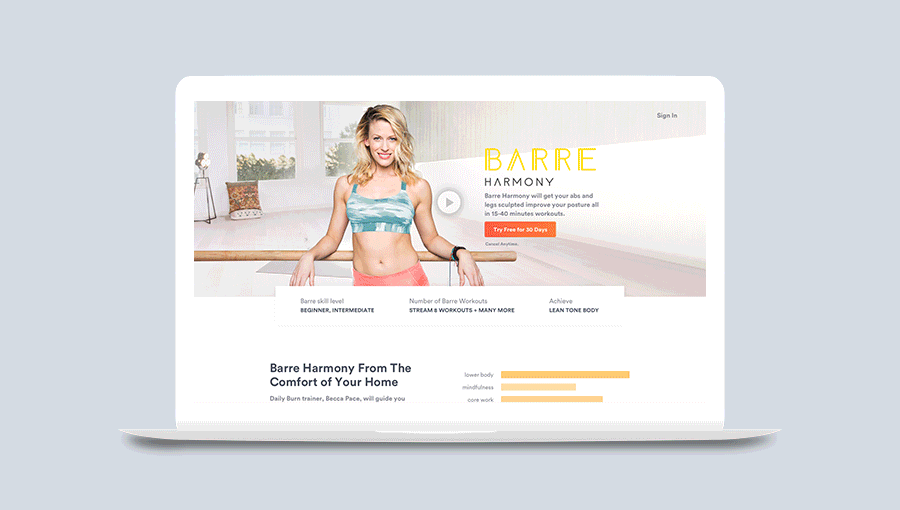 Sign In
BARRE
HARMONY
Barre Harmony will get your abs and
legs sculpted improve your posture all
in 15-40 minutes workouts.
Try Free for 30 Days
Cancel Anytime.
Barre skill level
BEGINNER, INTERMEDIATE
Number of Barre Workouts
STREAM 8 WORKOUTS + MANY MORE
Achieve
LEAN TONE BODY
Barre Harmony From The
Comfort of Your Home
Daily Burn trainer, Becca Pace, will guide you
lower body
mindfulness
core work